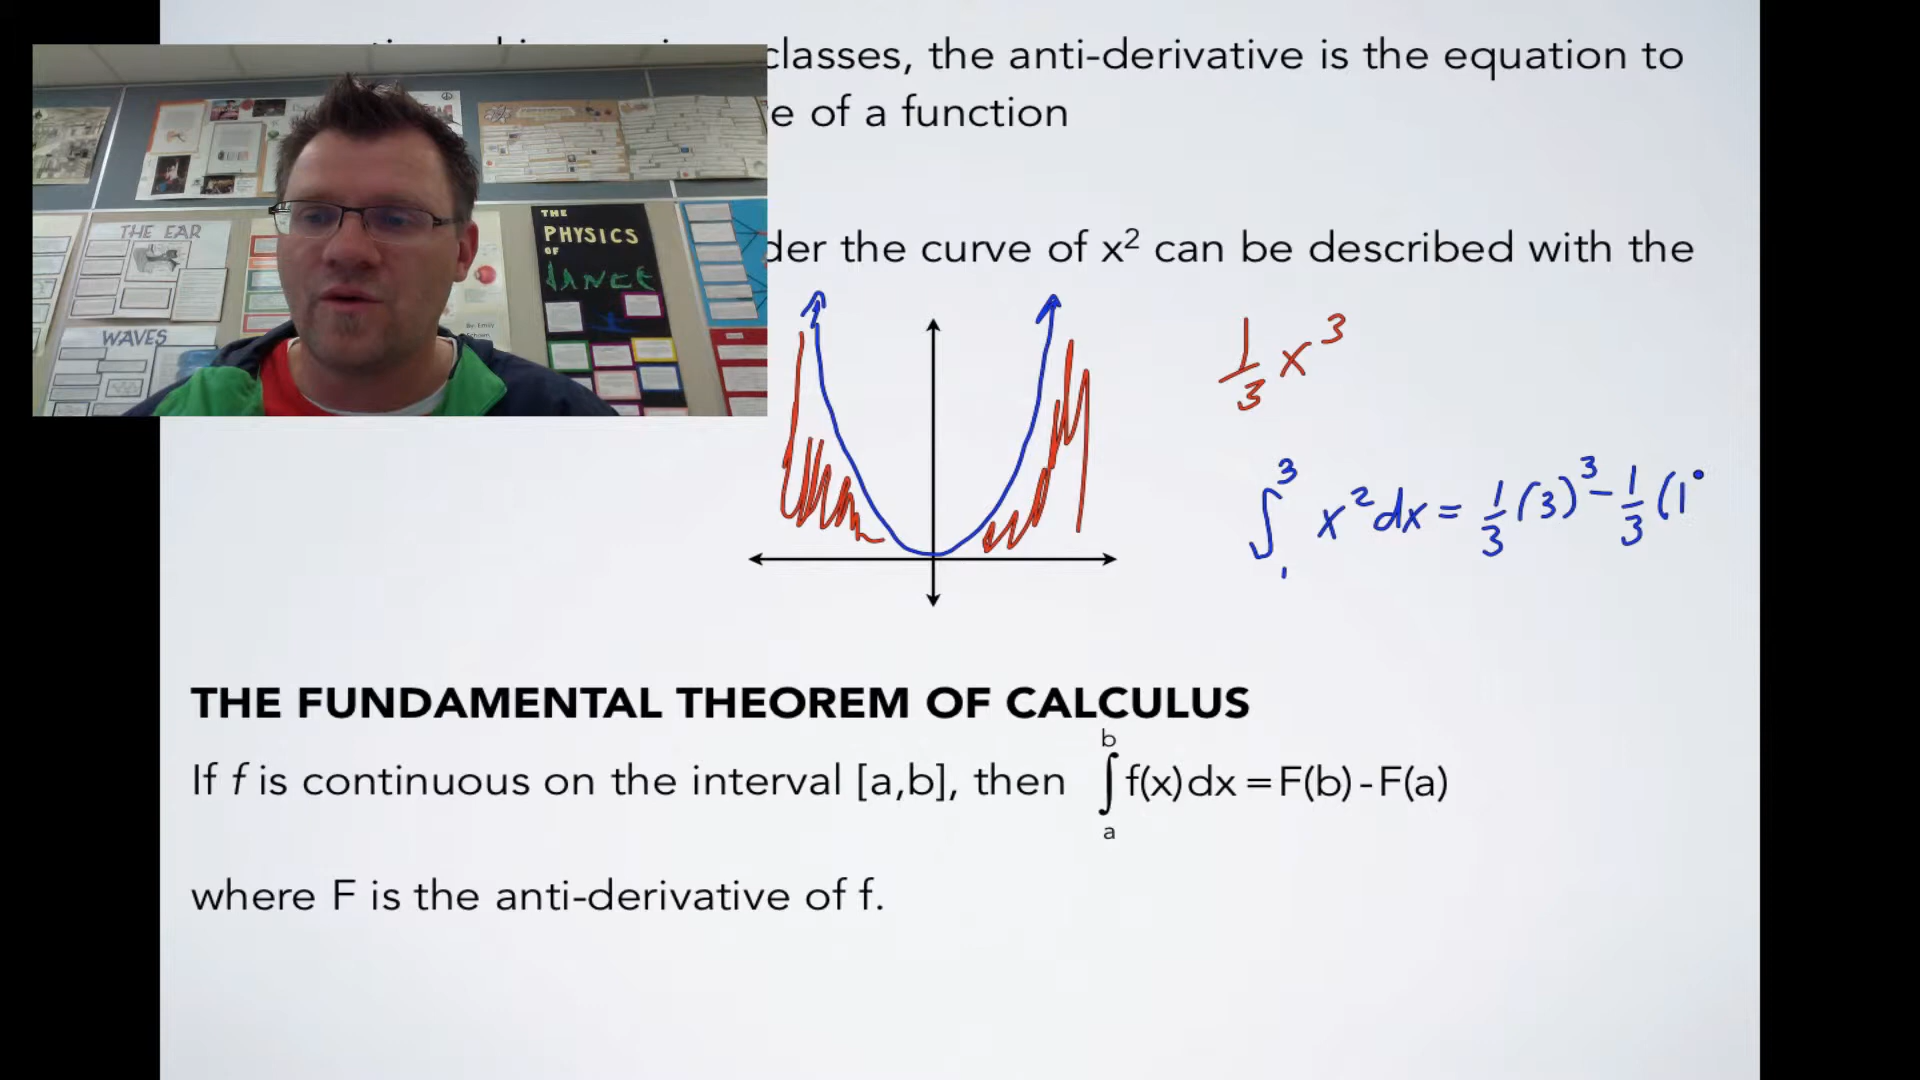 classes, the anti-derivative is the equation to
of a function
the curve of x² can be described with the
THE EAR
WAVES
THE
PHYSICS
OF
DANCE
By: Emily
1/3 x³
∫₁³ x² dx = 1/3 (3)³ - 1/3 (1
THE FUNDAMENTAL THEOREM OF CALCULUS
If f is continuous on the interval [a,b], then ∫ₐᵇ f(x)dx = F(b) - F(a)
where F is the anti-derivative of f.